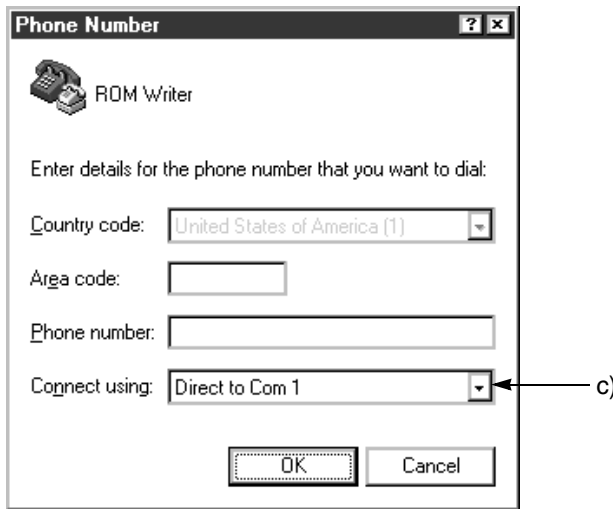 Phone Number
ROM Writer
Enter details for the phone number that you want to dial:
Country code: United States of America (1)
Area code:
Phone number:
Connect using: Direct to Com 1
c)
OK Cancel